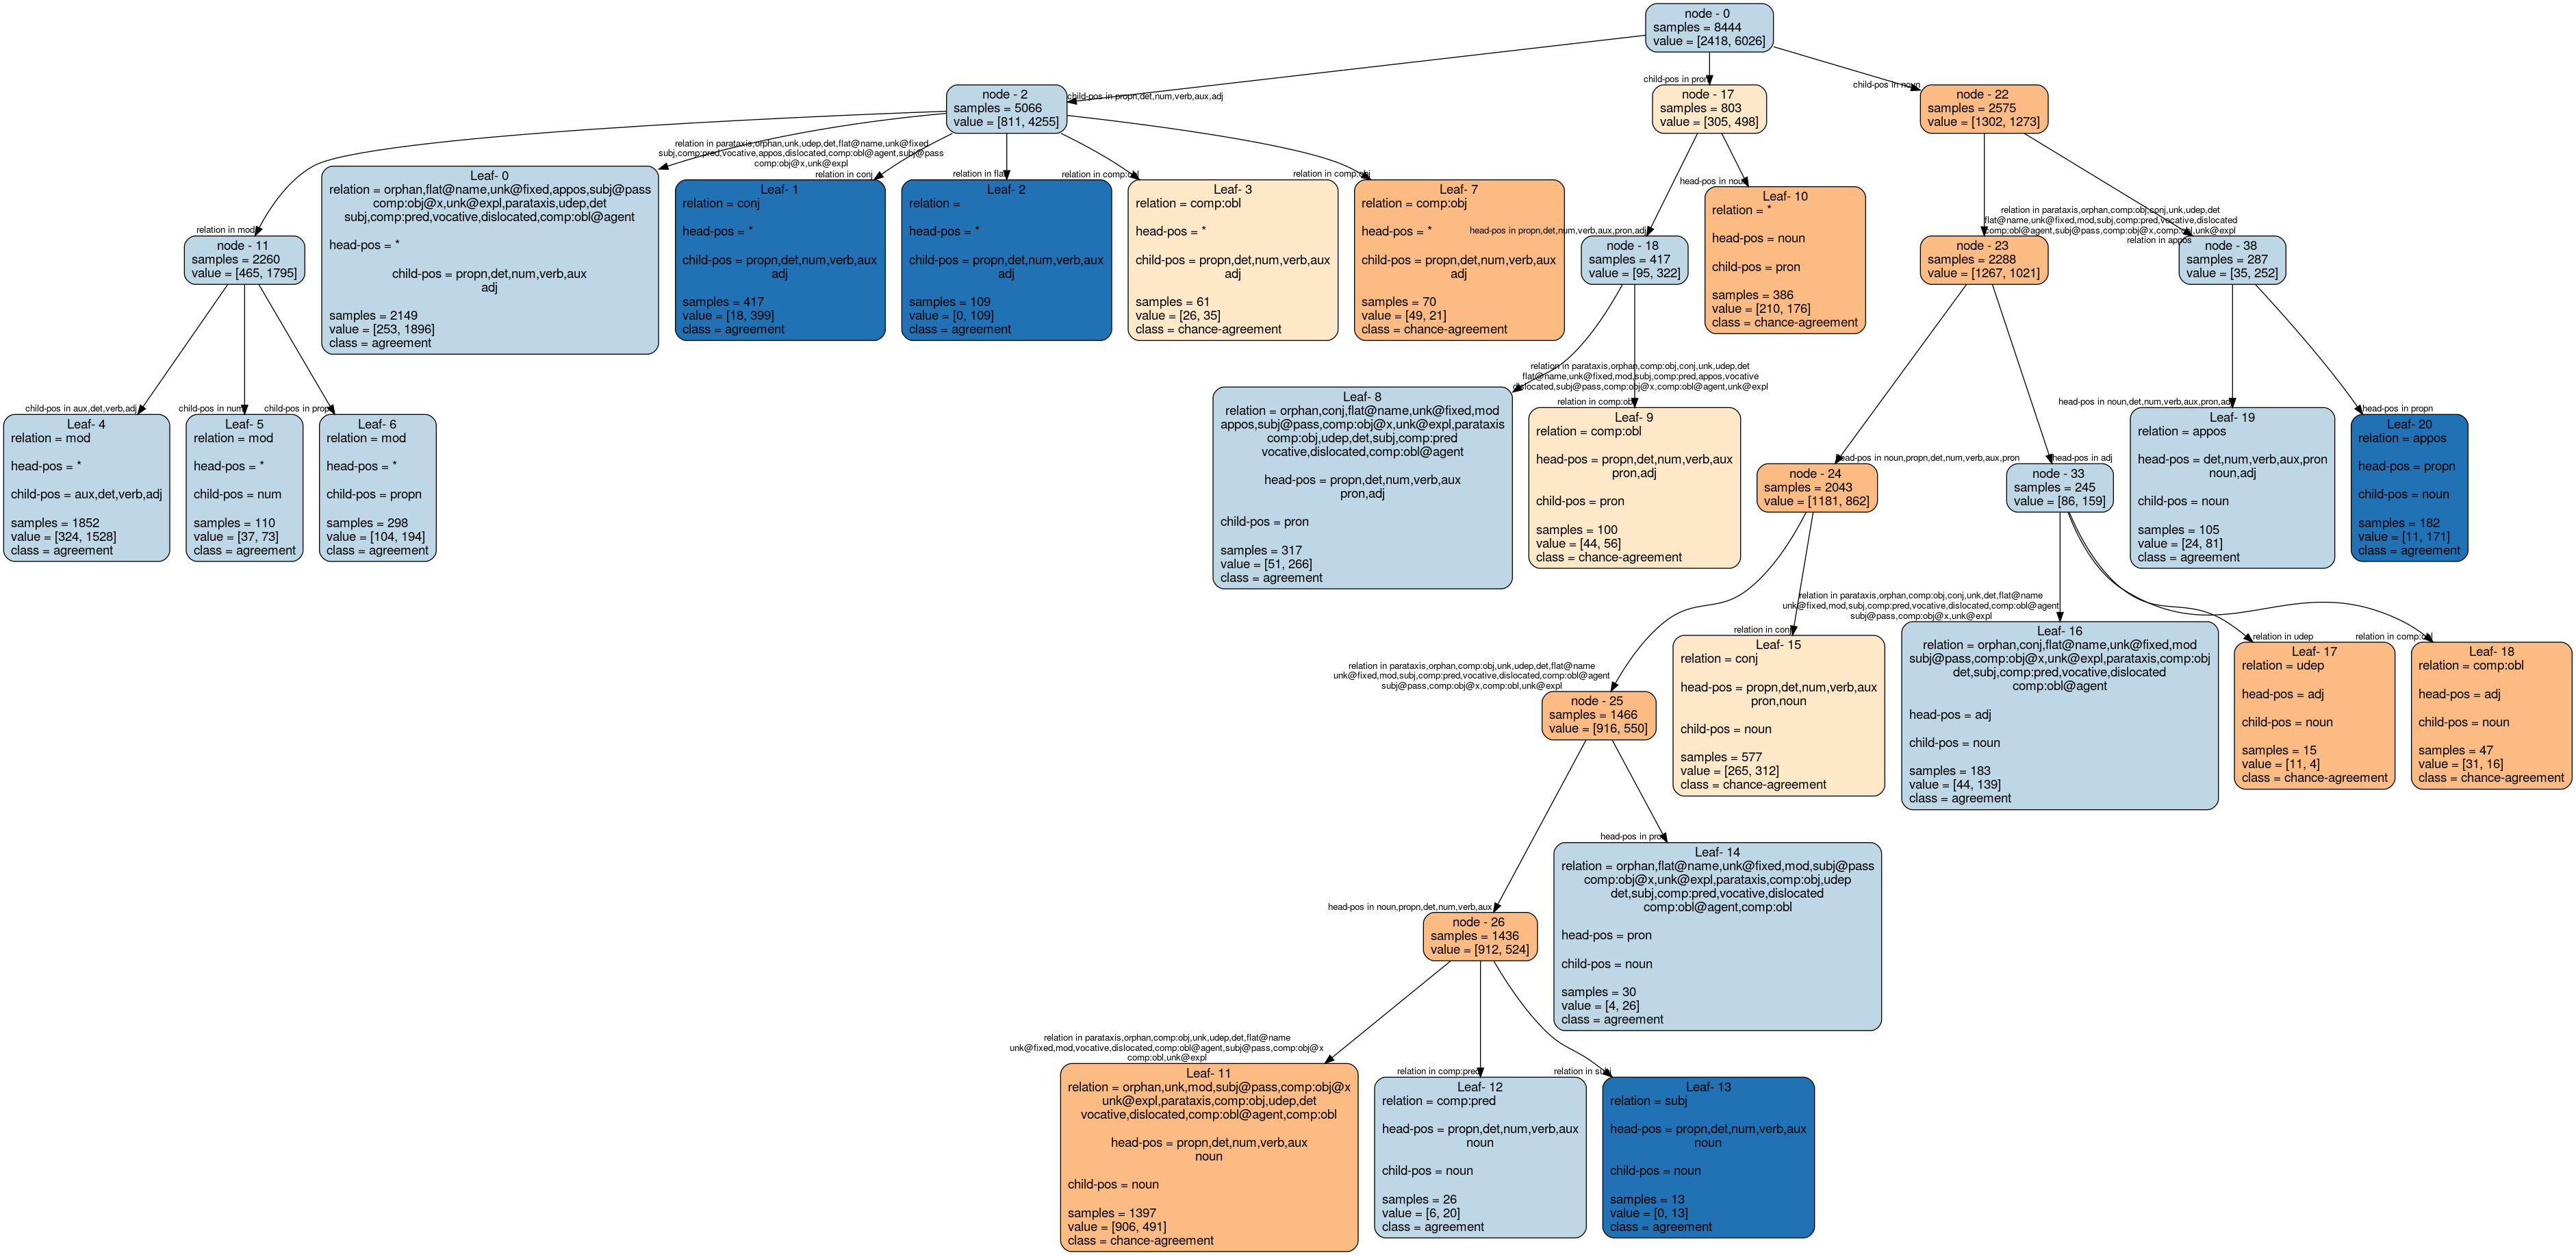 node - 0
samples = 8444
value = [2418, 6026]
child-pos in propn,det,num,verb,aux,adj
child-pos in pron
child-pos in noun
node - 2
samples = 5066
value = [811, 4255]
node - 17
samples = 803
value = [305, 498]
node - 22
samples = 2575
value = [1302, 1273]
relation in mod
relation in parataxis,orphan,unk,udep,det,flat@name,unk@fixed
subj,comp:pred,vocative,appos,dislocated,comp:obl@agent,subj@pass
comp:obj@x,unk@expl
relation in conj
relation in flat
relation in comp:obl
relation in comp:obj
head-pos in propn,det,num,verb,aux,pron,adj
head-pos in noun
relation in parataxis,orphan,comp:obj,conj,unk,udep,det
flat@name,unk@fixed,mod,subj,comp:pred,vocative,dislocated
comp:obl@agent,subj@pass,comp:obj@x,comp:obl,unk@expl
relation in appos
node - 11
samples = 2260
value = [465, 1795]
Leaf- 0
relation = orphan,flat@name,unk@fixed,appos,subj@pass
comp:obj@x,unk@expl,parataxis,udep,det
subj,comp:pred,vocative,dislocated,comp:obl@agent
head-pos = *
child-pos = propn,det,num,verb,aux
adj
samples = 2149
value = [253, 1896]
class = agreement
Leaf- 1
relation = conj
head-pos = *
child-pos = propn,det,num,verb,aux
adj
samples = 417
value = [18, 399]
class = agreement
Leaf- 2
relation =
head-pos = *
child-pos = propn,det,num,verb,aux
adj
samples = 109
value = [0, 109]
class = agreement
Leaf- 3
relation = comp:obl
head-pos = *
child-pos = propn,det,num,verb,aux
adj
samples = 61
value = [26, 35]
class = chance-agreement
Leaf- 7
relation = comp:obj
head-pos = *
child-pos = propn,det,num,verb,aux
adj
samples = 70
value = [49, 21]
class = chance-agreement
node - 18
samples = 417
value = [95, 322]
Leaf- 10
relation = *
head-pos = noun
child-pos = pron
samples = 386
value = [210, 176]
class = chance-agreement
node - 23
samples = 2288
value = [1267, 1021]
node - 38
samples = 287
value = [35, 252]
child-pos in aux,det,verb,adj
child-pos in num
child-pos in propn
relation in parataxis,orphan,comp:obj,conj,unk,udep,det
flat@name,unk@fixed,mod,subj,comp:pred,appos,vocative
dislocated,subj@pass,comp:obj@x,comp:obl@agent,unk@expl
relation in comp:obl
head-pos in noun,propn,det,num,verb,aux,pron
head-pos in adj
head-pos in noun,det,num,verb,aux,pron,adj
head-pos in propn
Leaf- 4
relation = mod
head-pos = *
child-pos = aux,det,verb,adj
samples = 1852
value = [324, 1528]
class = agreement
Leaf- 5
relation = mod
head-pos = *
child-pos = num
samples = 110
value = [37, 73]
class = agreement
Leaf- 6
relation = mod
head-pos = *
child-pos = propn
samples = 298
value = [104, 194]
class = agreement
Leaf- 8
relation = orphan,conj,flat@name,unk@fixed,mod
appos,subj@pass,comp:obj@x,unk@expl,parataxis
comp:obj,udep,det,subj,comp:pred
vocative,dislocated,comp:obl@agent
head-pos = propn,det,num,verb,aux
pron,adj
child-pos = pron
samples = 317
value = [51, 266]
class = agreement
Leaf- 9
relation = comp:obl
head-pos = propn,det,num,verb,aux
pron,adj
child-pos = pron
samples = 100
value = [44, 56]
class = chance-agreement
node - 24
samples = 2043
value = [1181, 862]
node - 33
samples = 245
value = [86, 159]
Leaf- 19
relation = appos
head-pos = det,num,verb,aux,pron
noun,adj
child-pos = noun
samples = 105
value = [24, 81]
class = agreement
Leaf- 20
relation = appos
head-pos = propn
child-pos = noun
samples = 182
value = [11, 171]
class = agreement
relation in parataxis,orphan,comp:obj,unk,udep,det,flat@name
unk@fixed,mod,subj,comp:pred,vocative,dislocated,comp:obl@agent
subj@pass,comp:obj@x,comp:obl,unk@expl
relation in conj
relation in parataxis,orphan,comp:obj,conj,unk,det,flat@name
unk@fixed,mod,subj,comp:pred,vocative,dislocated,comp:obl@agent
subj@pass,comp:obj@x,unk@expl
relation in udep
relation in comp:obl
node - 25
samples = 1466
value = [916, 550]
Leaf- 15
relation = conj
head-pos = propn,det,num,verb,aux
pron,noun
child-pos = noun
samples = 577
value = [265, 312]
class = chance-agreement
Leaf- 16
relation = orphan,conj,flat@name,unk@fixed,mod
subj@pass,comp:obj@x,unk@expl,parataxis,comp:obj
det,subj,comp:pred,vocative,dislocated
comp:obl@agent
head-pos = adj
child-pos = noun
samples = 183
value = [44, 139]
class = agreement
Leaf- 17
relation = udep
head-pos = adj
child-pos = noun
samples = 15
value = [11, 4]
class = chance-agreement
Leaf- 18
relation = comp:obl
head-pos = adj
child-pos = noun
samples = 47
value = [31, 16]
class = chance-agreement
head-pos in noun,propn,det,num,verb,aux
head-pos in pron
node - 26
samples = 1436
value = [912, 524]
Leaf- 14
relation = orphan,flat@name,unk@fixed,mod,subj@pass
comp:obj@x,unk@expl,parataxis,comp:obj,udep
det,subj,comp:pred,vocative,dislocated
comp:obl@agent,comp:obl
head-pos = pron
child-pos = noun
samples = 30
value = [4, 26]
class = agreement
relation in parataxis,orphan,comp:obj,unk,udep,det,flat@name
unk@fixed,mod,vocative,dislocated,comp:obl@agent,subj@pass,comp:obj@x
comp:obl,unk@expl
relation in comp:pred
relation in subj
Leaf- 11
relation = orphan,unk,mod,subj@pass,comp:obj@x
unk@expl,parataxis,comp:obj,udep,det
vocative,dislocated,comp:obl@agent,comp:obl
head-pos = propn,det,num,verb,aux
noun
child-pos = noun
samples = 1397
value = [906, 491]
class = chance-agreement
Leaf- 12
relation = comp:pred
head-pos = propn,det,num,verb,aux
noun
child-pos = noun
samples = 26
value = [6, 20]
class = agreement
Leaf- 13
relation = subj
head-pos = propn,det,num,verb,aux
noun
child-pos = noun
samples = 13
value = [0, 13]
class = agreement